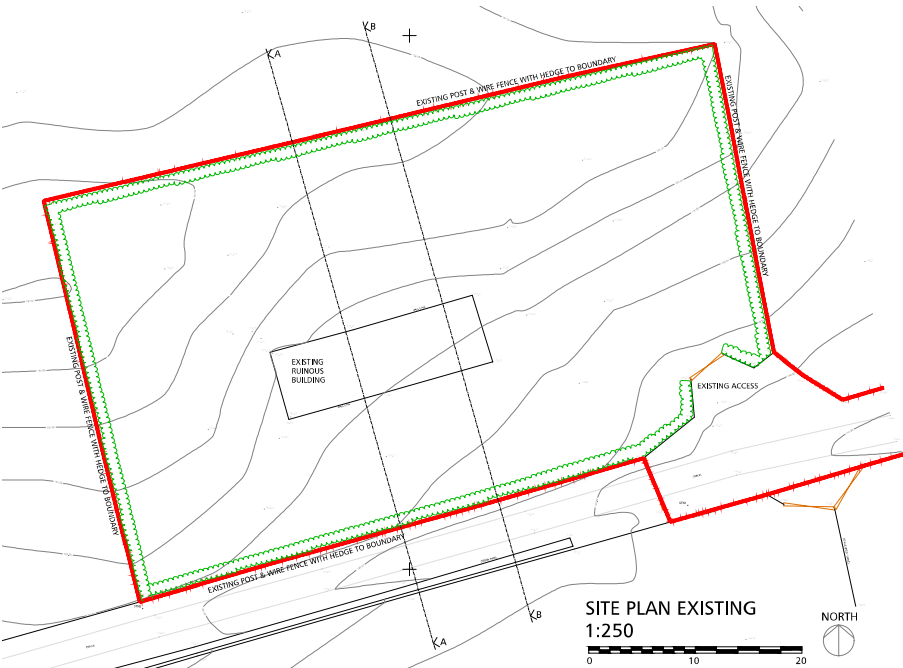 B
A
EXISTING POST & WIRE FENCE WITH HEDGE TO BOUNDARY
EXISTING POST & WIRE FENCE WITH HEDGE TO BOUNDARY
EXISTING POST & WIRE FENCE WITH HEDGE TO BOUNDARY
EXISTING
RUINOUS
BUILDING
EXISTING ACCESS
EXISTING POST & WIRE FENCE WITH HEDGE TO BOUNDARY
A
B
SITE PLAN EXISTING
1:250
0
10
20
NORTH